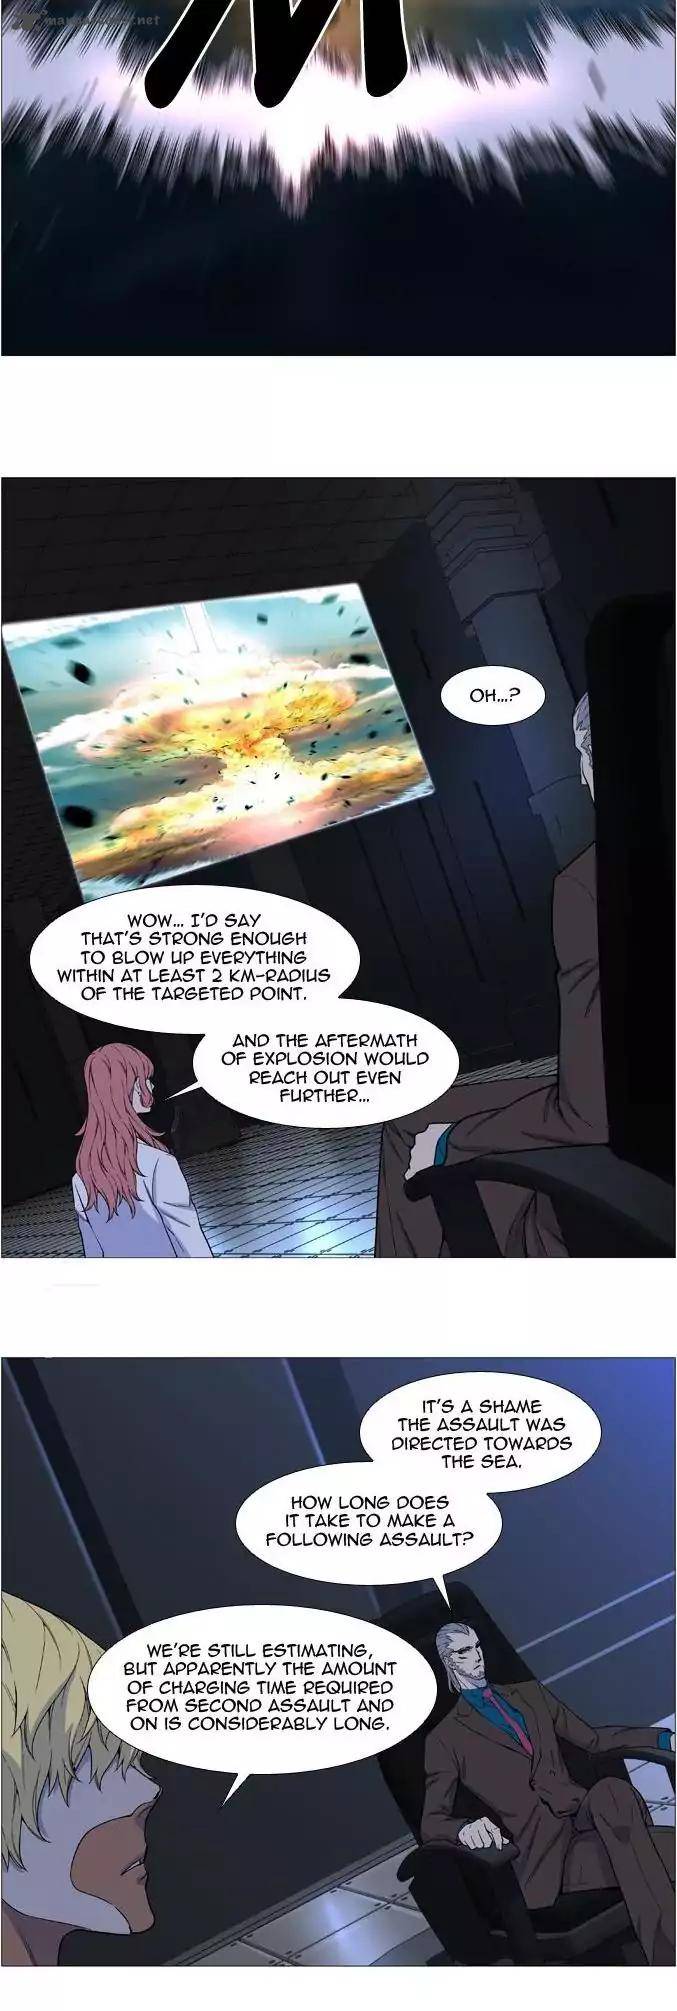 OH...?
WOW... I'D SAY
THAT'S STRONG ENOUGH
TO BLOW UP EVERYTHING
WITHIN AT LEAST 2 KM-RADIUS
OF THE TARGETED POINT.
AND THE AFTERMATH
OF EXPLOSION WOULD
REACH OUT EVEN
FURTHER...
IT'S A SHAME
THE ASSAULT WAS
DIRECTED TOWARDS
THE SEA.
HOW LONG DOES
IT TAKE TO MAKE A
FOLLOWING ASSAULT?
WE'RE STILL ESTIMATING,
BUT APPARENTLY THE AMOUNT
OF CHARGING TIME REQUIRED
FROM SECOND ASSAULT AND
ON IS CONSIDERABLY LONG.